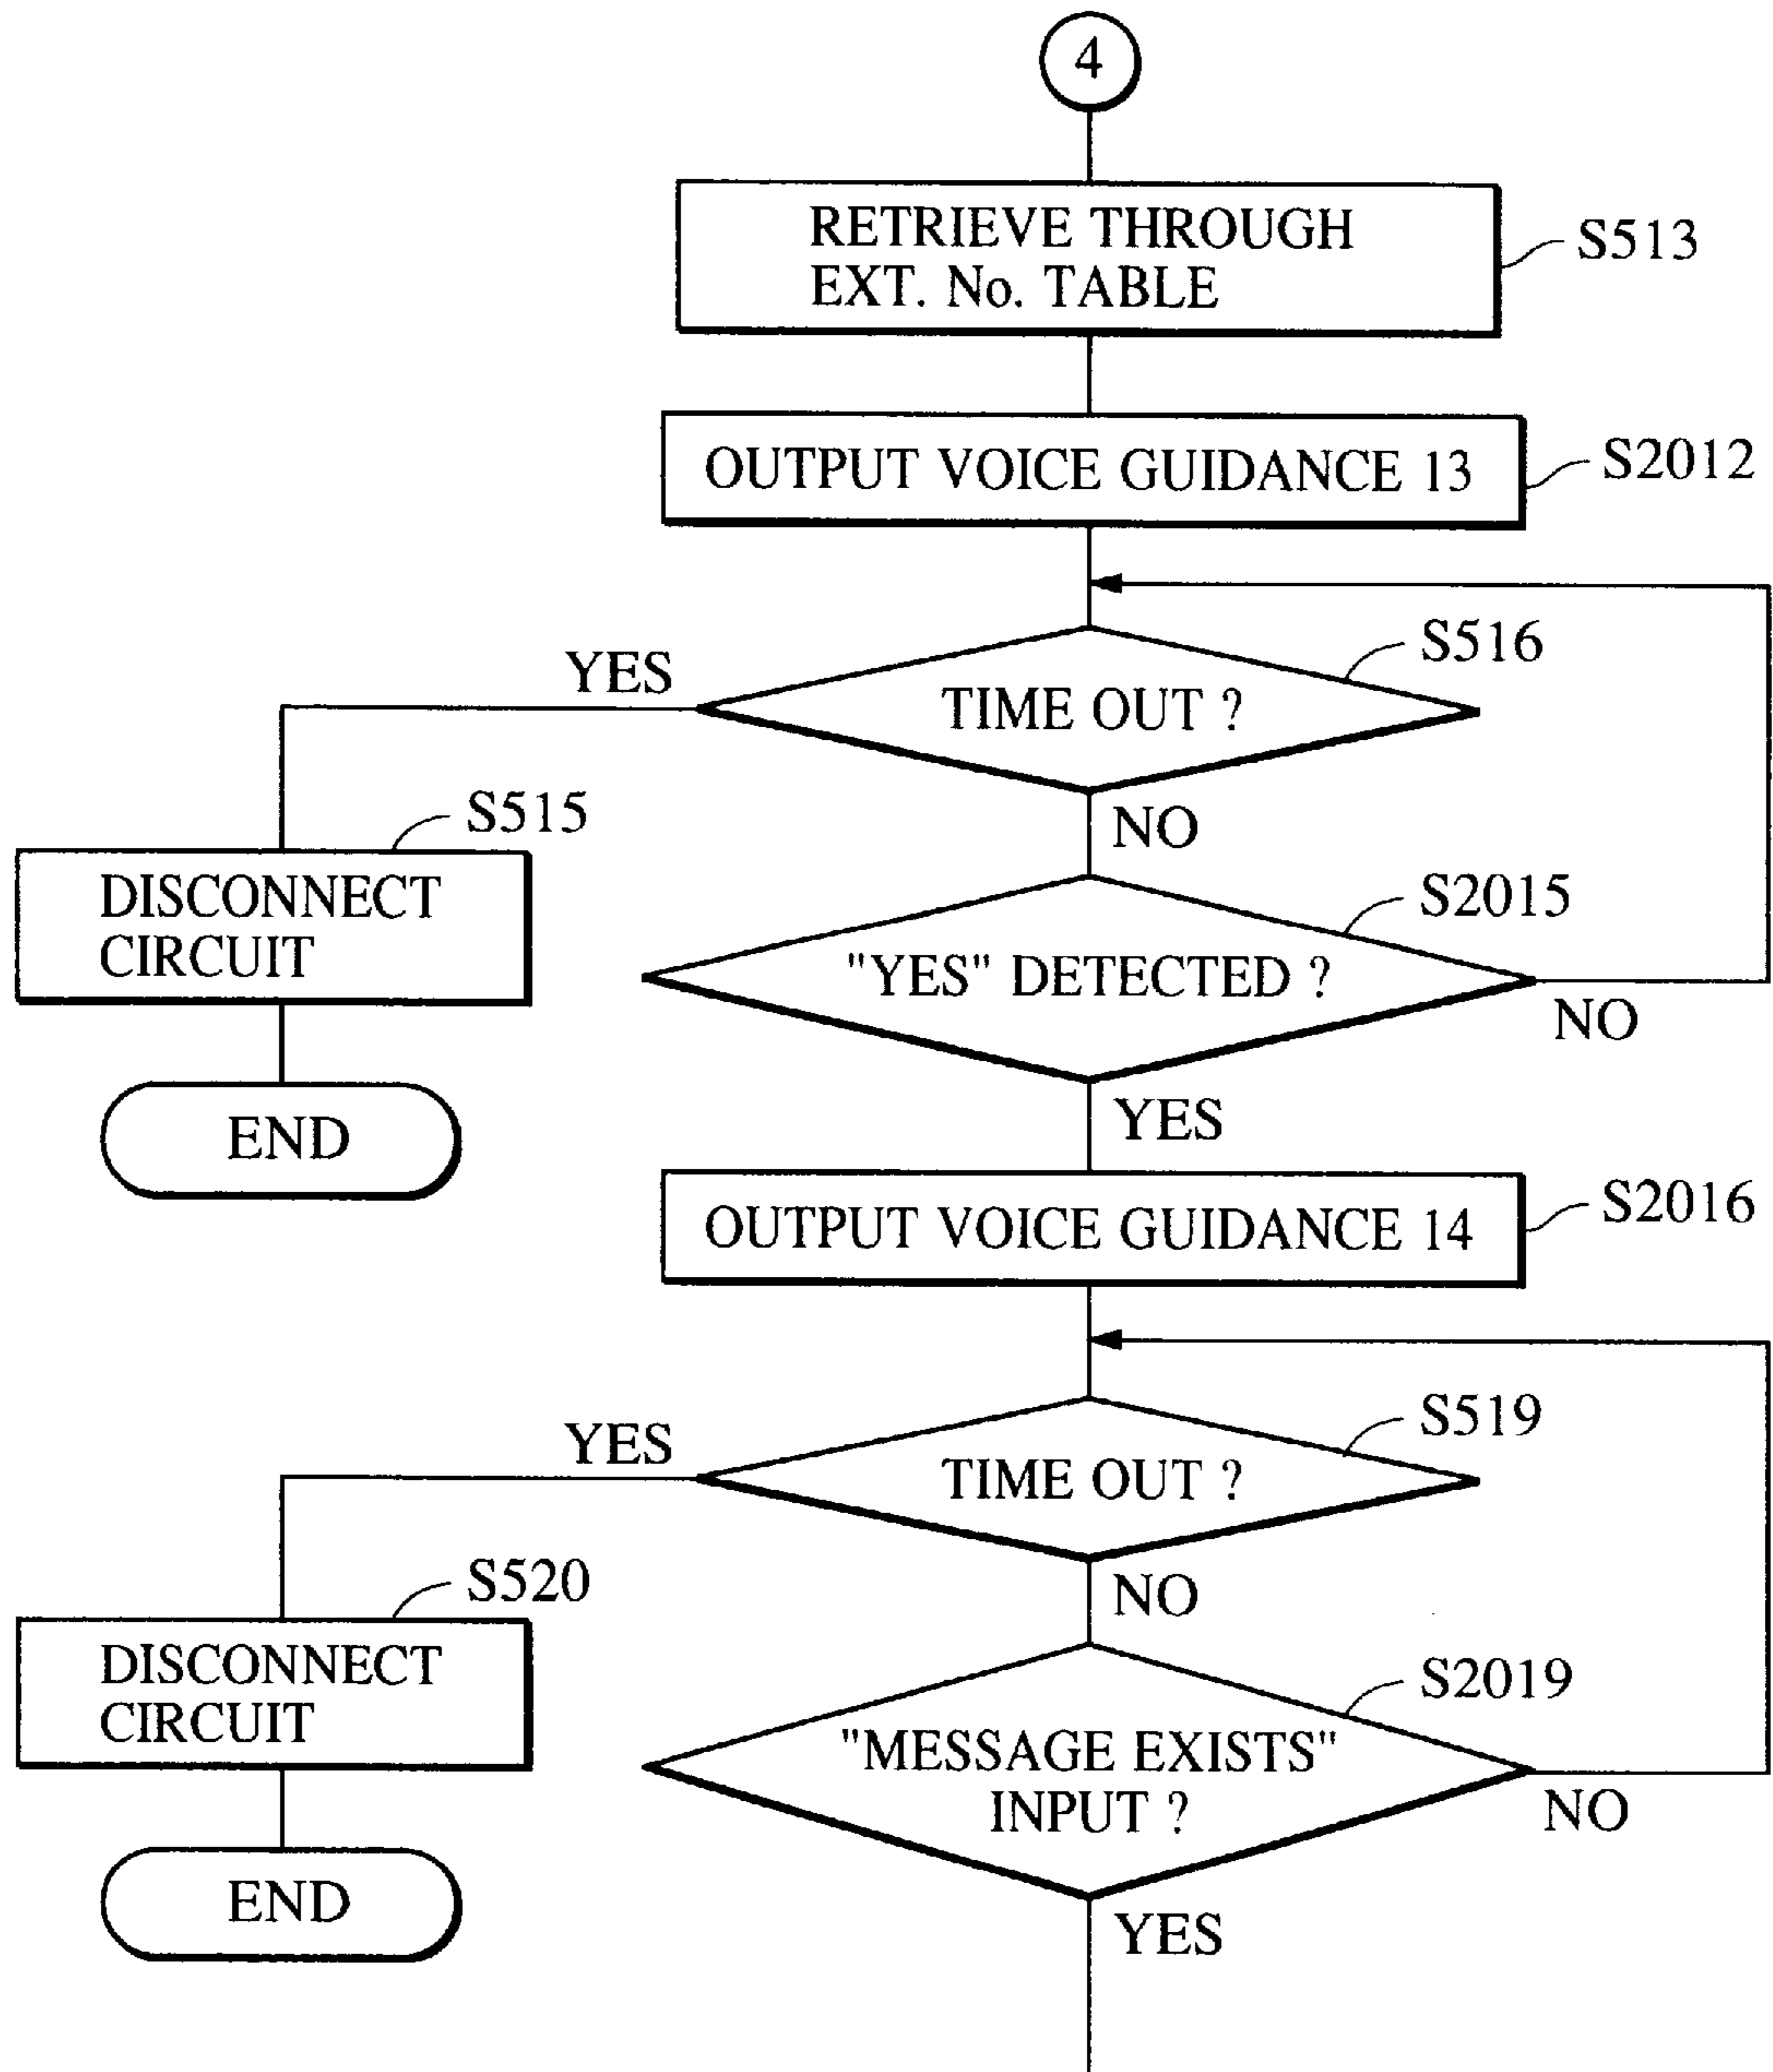 4
RETRIEVE THROUGH
EXT. No. TABLE
S513
OUTPUT VOICE GUIDANCE 13
S2012
S516
YES
TIME OUT ?
NO
S515
DISCONNECT
CIRCUIT
S2015
"YES" DETECTED ?
NO
END
YES
OUTPUT VOICE GUIDANCE 14
S2016
S519
YES
TIME OUT ?
NO
S520
DISCONNECT
CIRCUIT
S2019
"MESSAGE EXISTS"
INPUT ?
NO
END
YES